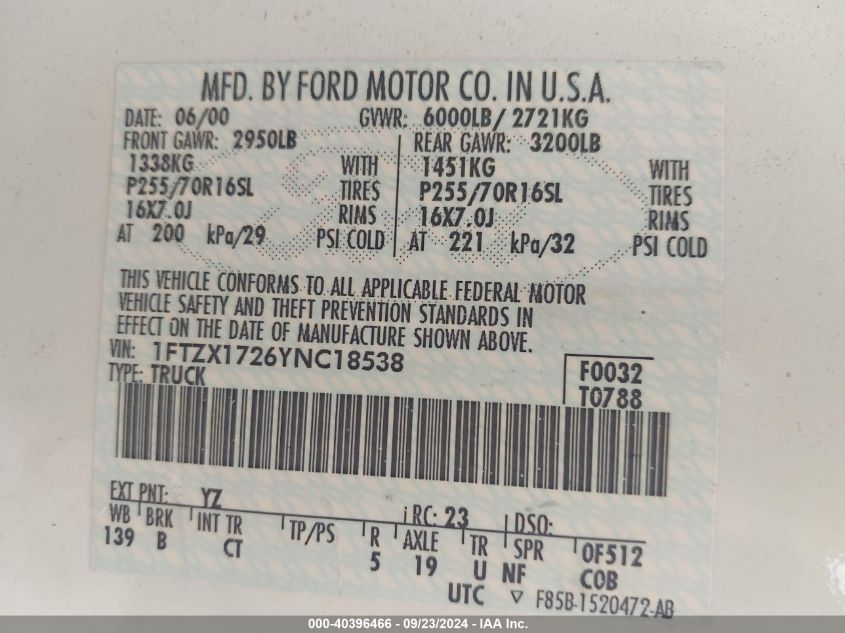 MFD. BY FORD MOTOR CO. IN U.S.A.
DATE: 06/00 GVWR: 6000LB/ 2721KG
FRONT GAWR: 2950LB REAR GAWR: 3200LB
1338KG WITH 1451KG WITH
P255/70R16SL TIRES P255/70R16SL TIRES
16X7.0J RIMS 16X7.0J RIMS
AT 200 kPa/29 PSI COLD AT 221 kPa/32 PSI COLD
THIS VEHICLE CONFORMS TO ALL APPLICABLE FEDERAL MOTOR
VEHICLE SAFETY AND THEFT PREVENTION STANDARDS IN
EFFECT ON THE DATE OF MANUFACTURE SHOWN ABOVE.
VIN: 1FTZX1726YNC18538 F0032
TYPE: TRUCK T0788
EXT PNT: YZ RC: 23 DSO:
WB BRK INT TR TP/PS R AXLE TR SPR 0F512
139 B CT 5 19 U NF COB
UTC ▽ F85B-1520472-AB
000-40396466 - 09/23/2024 - IAA Inc.